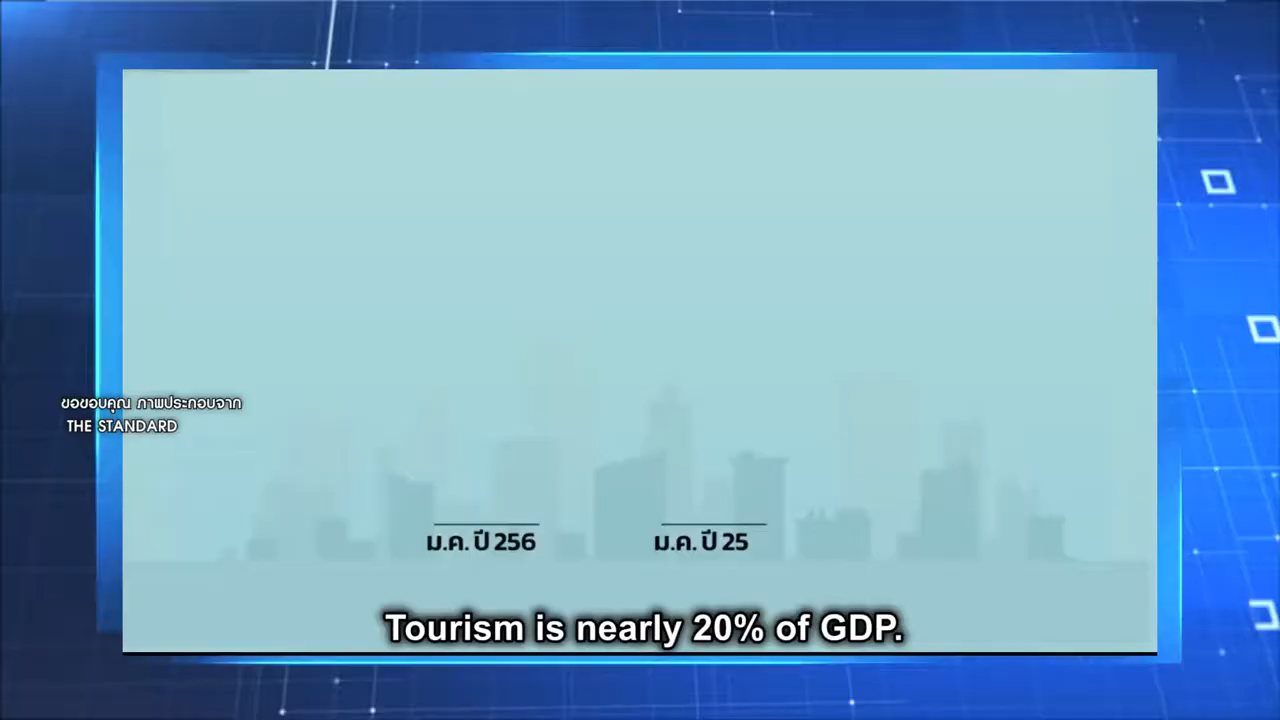 ขอขอบคุณ ภาพประกอบจาก
THE STANDARD
ม.ค. ปี 256
ม.ค. ปี 25
Tourism is nearly 20% of GDP.